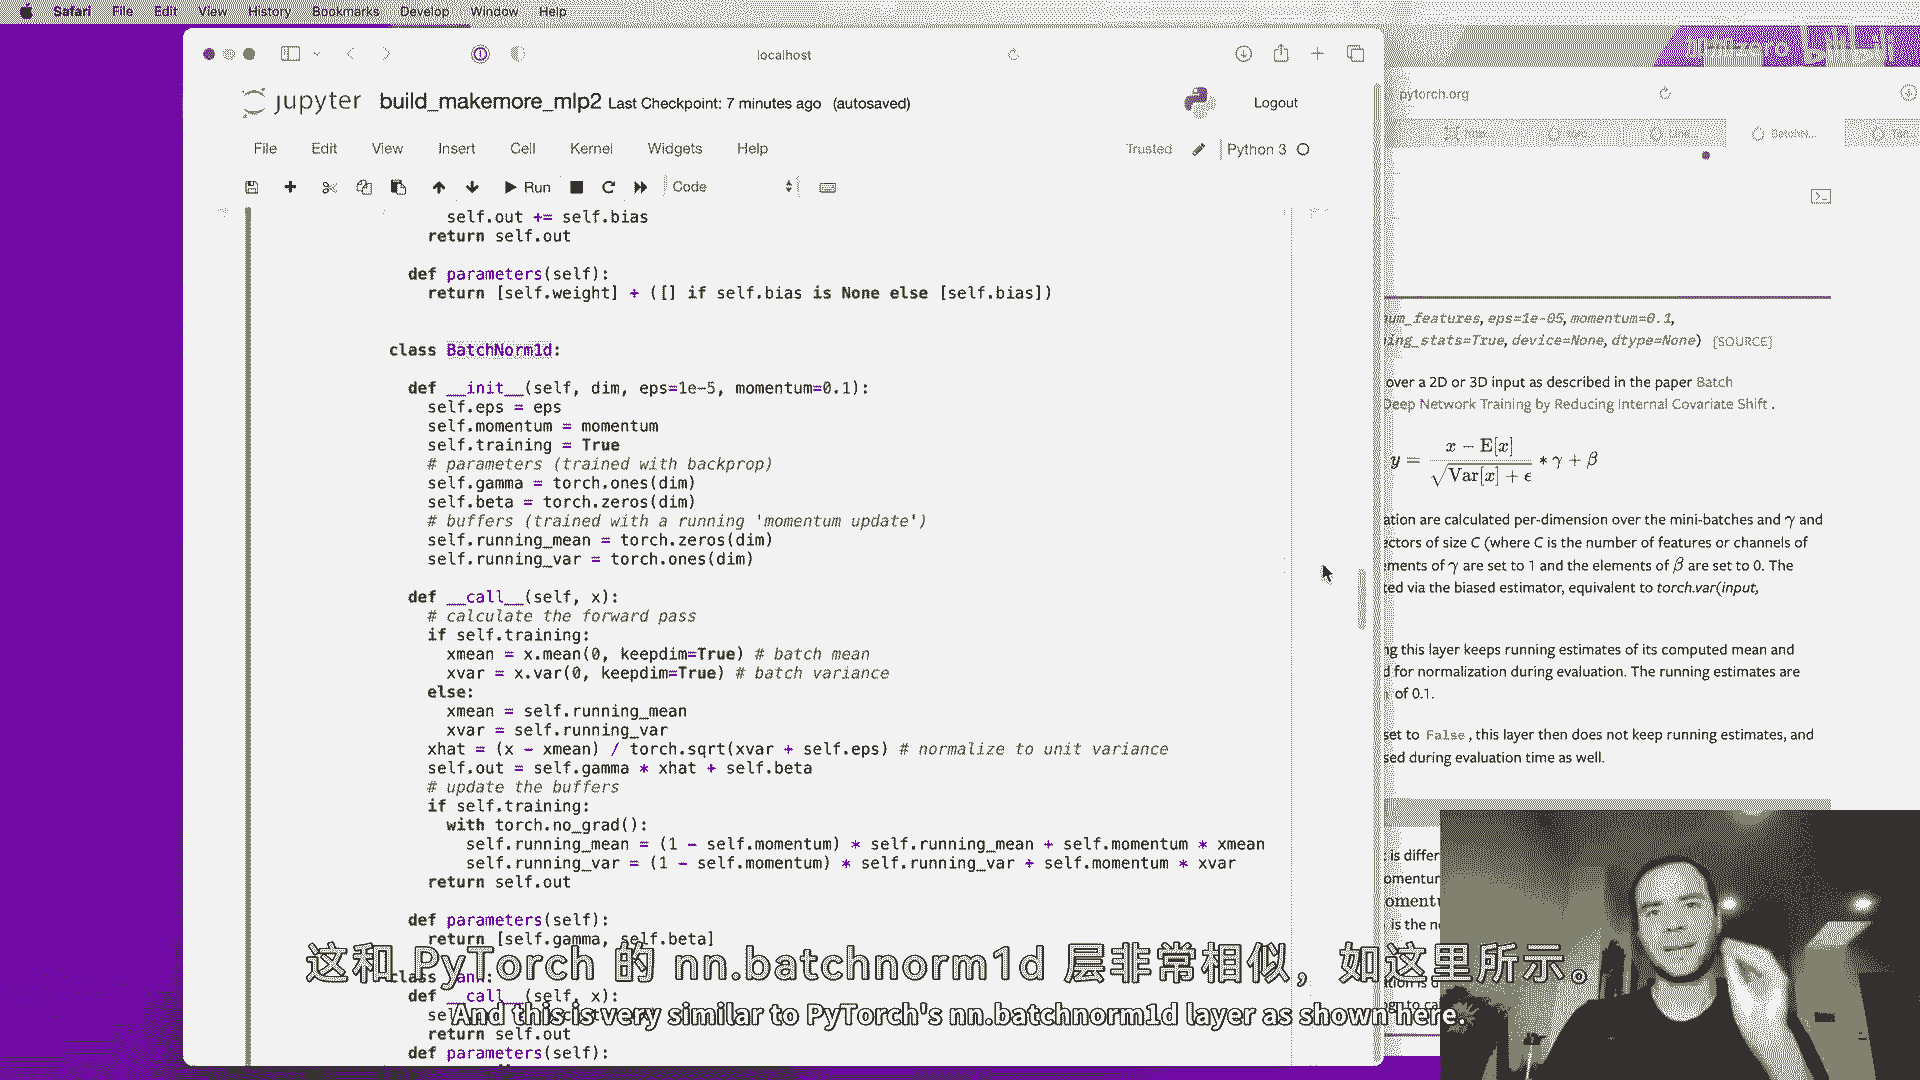 Safari File Edit View History Bookmarks Develop Window Help
localhost
jupyter build_makemore_mlp2 Last Checkpoint: 7 minutes ago (autosaved)
Logout
File Edit View Insert Cell Kernel Widgets Help
Trusted
Python 3
Run
Code
self.out += self.bias
return self.out
def parameters(self):
return [self.weight] + ([] if self.bias is None else [self.bias])
class BatchNorm1d:
def __init__(self, dim, eps=1e-5, momentum=0.1):
self.eps = eps
self.momentum = momentum
self.training = True
# parameters (trained with backprop)
self.gamma = torch.ones(dim)
self.beta = torch.zeros(dim)
# buffers (trained with a running 'momentum update')
self.running_mean = torch.zeros(dim)
self.running_var = torch.ones(dim)
def __call__(self, x):
# calculate the forward pass
if self.training:
xmean = x.mean(0, keepdim=True) # batch mean
xvar = x.var(0, keepdim=True) # batch variance
else:
xmean = self.running_mean
xvar = self.running_var
xhat = (x - xmean) / torch.sqrt(xvar + self.eps) # normalize to unit variance
self.out = self.gamma * xhat + self.beta
# update the buffers
if self.training:
with torch.no_grad():
self.running_mean = (1 - self.momentum) * self.running_mean + self.momentum * xmean
self.running_var = (1 - self.momentum) * self.running_var + self.momentum * xvar
return self.out
def parameters(self):
return [self.gamma, self.beta]
def __call__(self, x):
return self.out
def parameters(self):
pytorch.org
BatchN...
num_features, eps=1e-05, momentum=0.1,
ing_stats=True, device=None, dtype=None) [SOURCE]
over a 2D or 3D input as described in the paper Batch
Deep Network Training by Reducing Internal Covariate Shift .
y = x − E[x] / √Var[x] + ϵ * γ + β
ation are calculated per-dimension over the mini-batches and γ and
ectors of size C (where C is the number of features or channels of
ments of γ are set to 1 and the elements of β are set to 0. The
ted via the biased estimator, equivalent to torch.var(input,
ng this layer keeps running estimates of its computed mean and
d for normalization during evaluation. The running estimates are
of 0.1.
set to False , this layer then does not keep running estimates, and
sed during evaluation time as well.
is differ
omentum
is the n
这和 PyTorch 的 nn.batchnorm1d 层非常相似，如这里所示。
And this is very similar to PyTorch's nn.batchnorm1d layer as shown here.